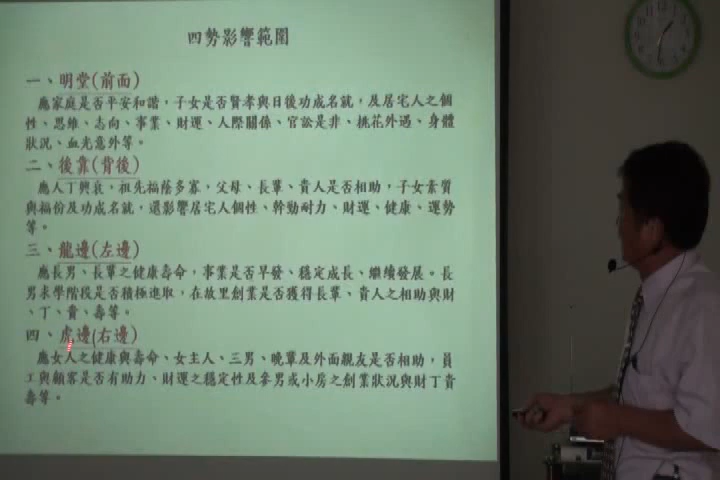 四勢影響範圍
一、明堂(前面)
應家庭是否平安和諧，子女是否賢孝與日後功成名就，及居宅人之個
性、思維、志向、事業、財運、人際關係、官訟是非、桃花外遇、身體
狀況、血光意外等。
二、後靠(背後)
應人丁興衰，祖先福蔭多寡，父母、長輩、貴人是否相助，子女素質
與福份及功成名就，還影響居宅人個性、幹勁耐力、財運、健康、運勢
等。
三、龍邊(左邊)
應長男、長輩之健康壽命，事業是否早發、穩定成長、繼續發展。長
男求學階段是否積極進取，在故里創業是否獲得長輩、貴人之相助與財
、丁、貴、壽等。
四、虎邊(右邊)
應女人之健康與壽命、女主人、三男、晚輩及外面親友是否相助，員
工與顧客是否有助力、財運之穩定性及參男或小房之創業狀況與財丁貴
壽等。